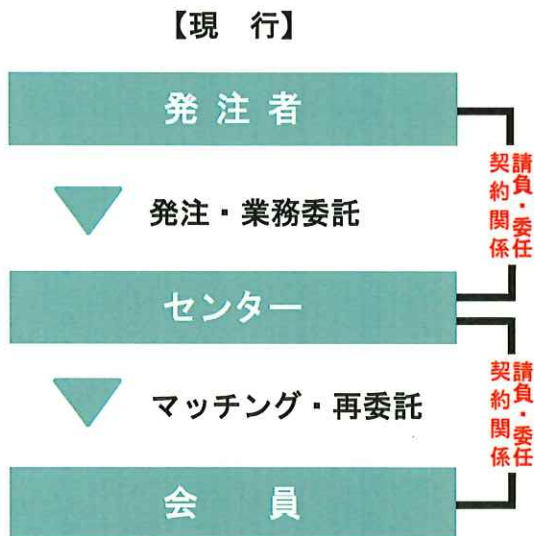 【現 行】
発注者
請負・委任
契約関係
発注・業務委託
センター
請負・委任
契約関係
マッチング・再委託
会 員